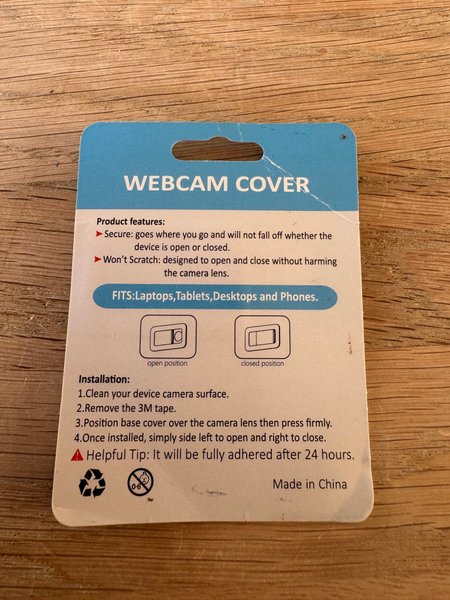 WEBCAM COVER
Product features:
➤Secure: goes where you go and will not fall off whether the
device is open or closed.
➤Won't Scratch: designed to open and close without harming
the camera lens.
FITS:Laptops,Tablets,Desktops and Phones.
open position
closed position
Installation:
1.Clean your device camera surface.
2.Remove the 3M tape.
3.Position base cover over the camera lens then press firmly.
4.Once installed, simply side left to open and right to close.
Helpful Tip: It will be fully adhered after 24 hours.
0-6
Made in China